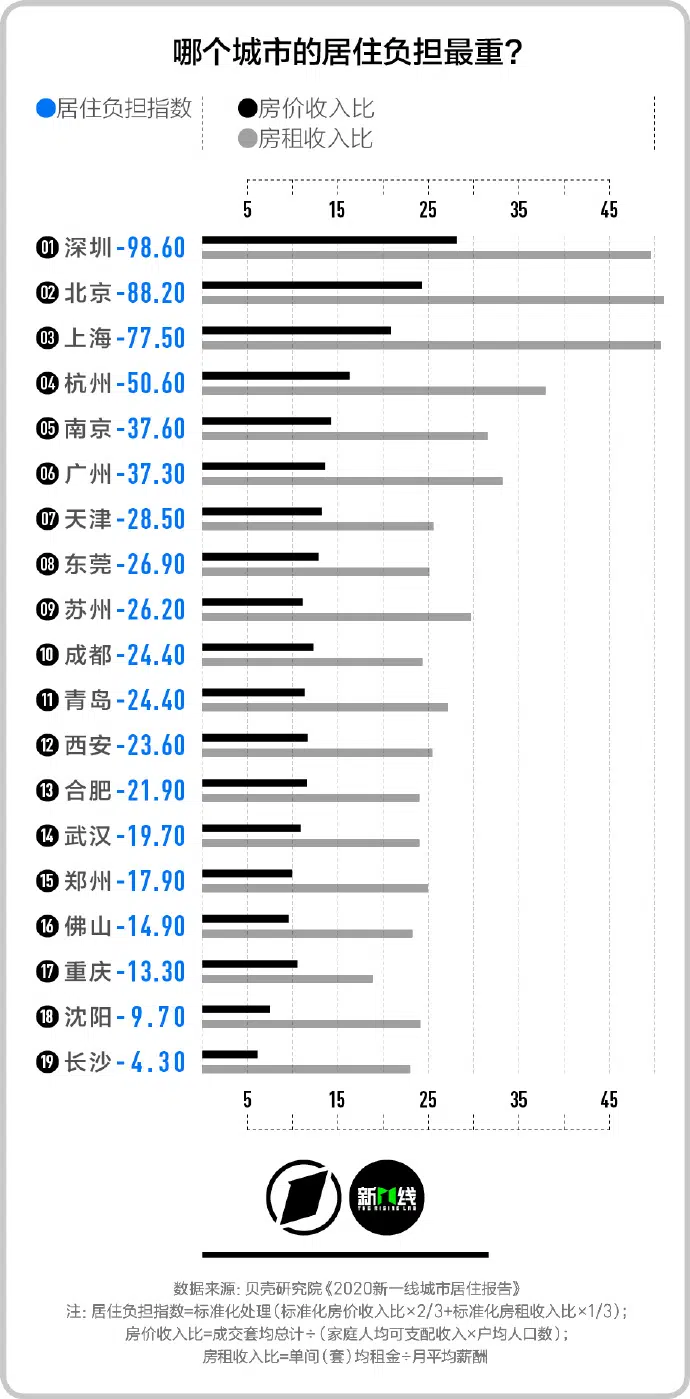 哪个城市的居住负担最重?
居住负担指数
房价收入比
房租收入比
5 15 25 35 45
01 深圳-98.60
02 北京-88.20
03 上海-77.50
04 杭州-50.60
05 南京-37.60
06 广州-37.30
07 天津-28.50
08 东莞-26.90
09 苏州-26.20
10 成都-24.40
11 青岛-24.40
12 西安-23.60
13 合肥-21.90
14 武汉-19.70
15 郑州-17.90
16 佛山-14.90
17 重庆-13.30
18 沈阳- 9.70
19 长沙- 4.30
5 15 25 35 45
新一线
THE RISING LAB
数据来源: 贝壳研究院《2020新一线城市居住报告》
注: 居住负担指数=标准化处理(标准化房价收入比×2/3+标准化房租收入比×1/3);
房价收入比=成交套均总计÷(家庭人均可支配收入×户均人口数);
房租收入比=单间(套)均租金÷月平均薪酬